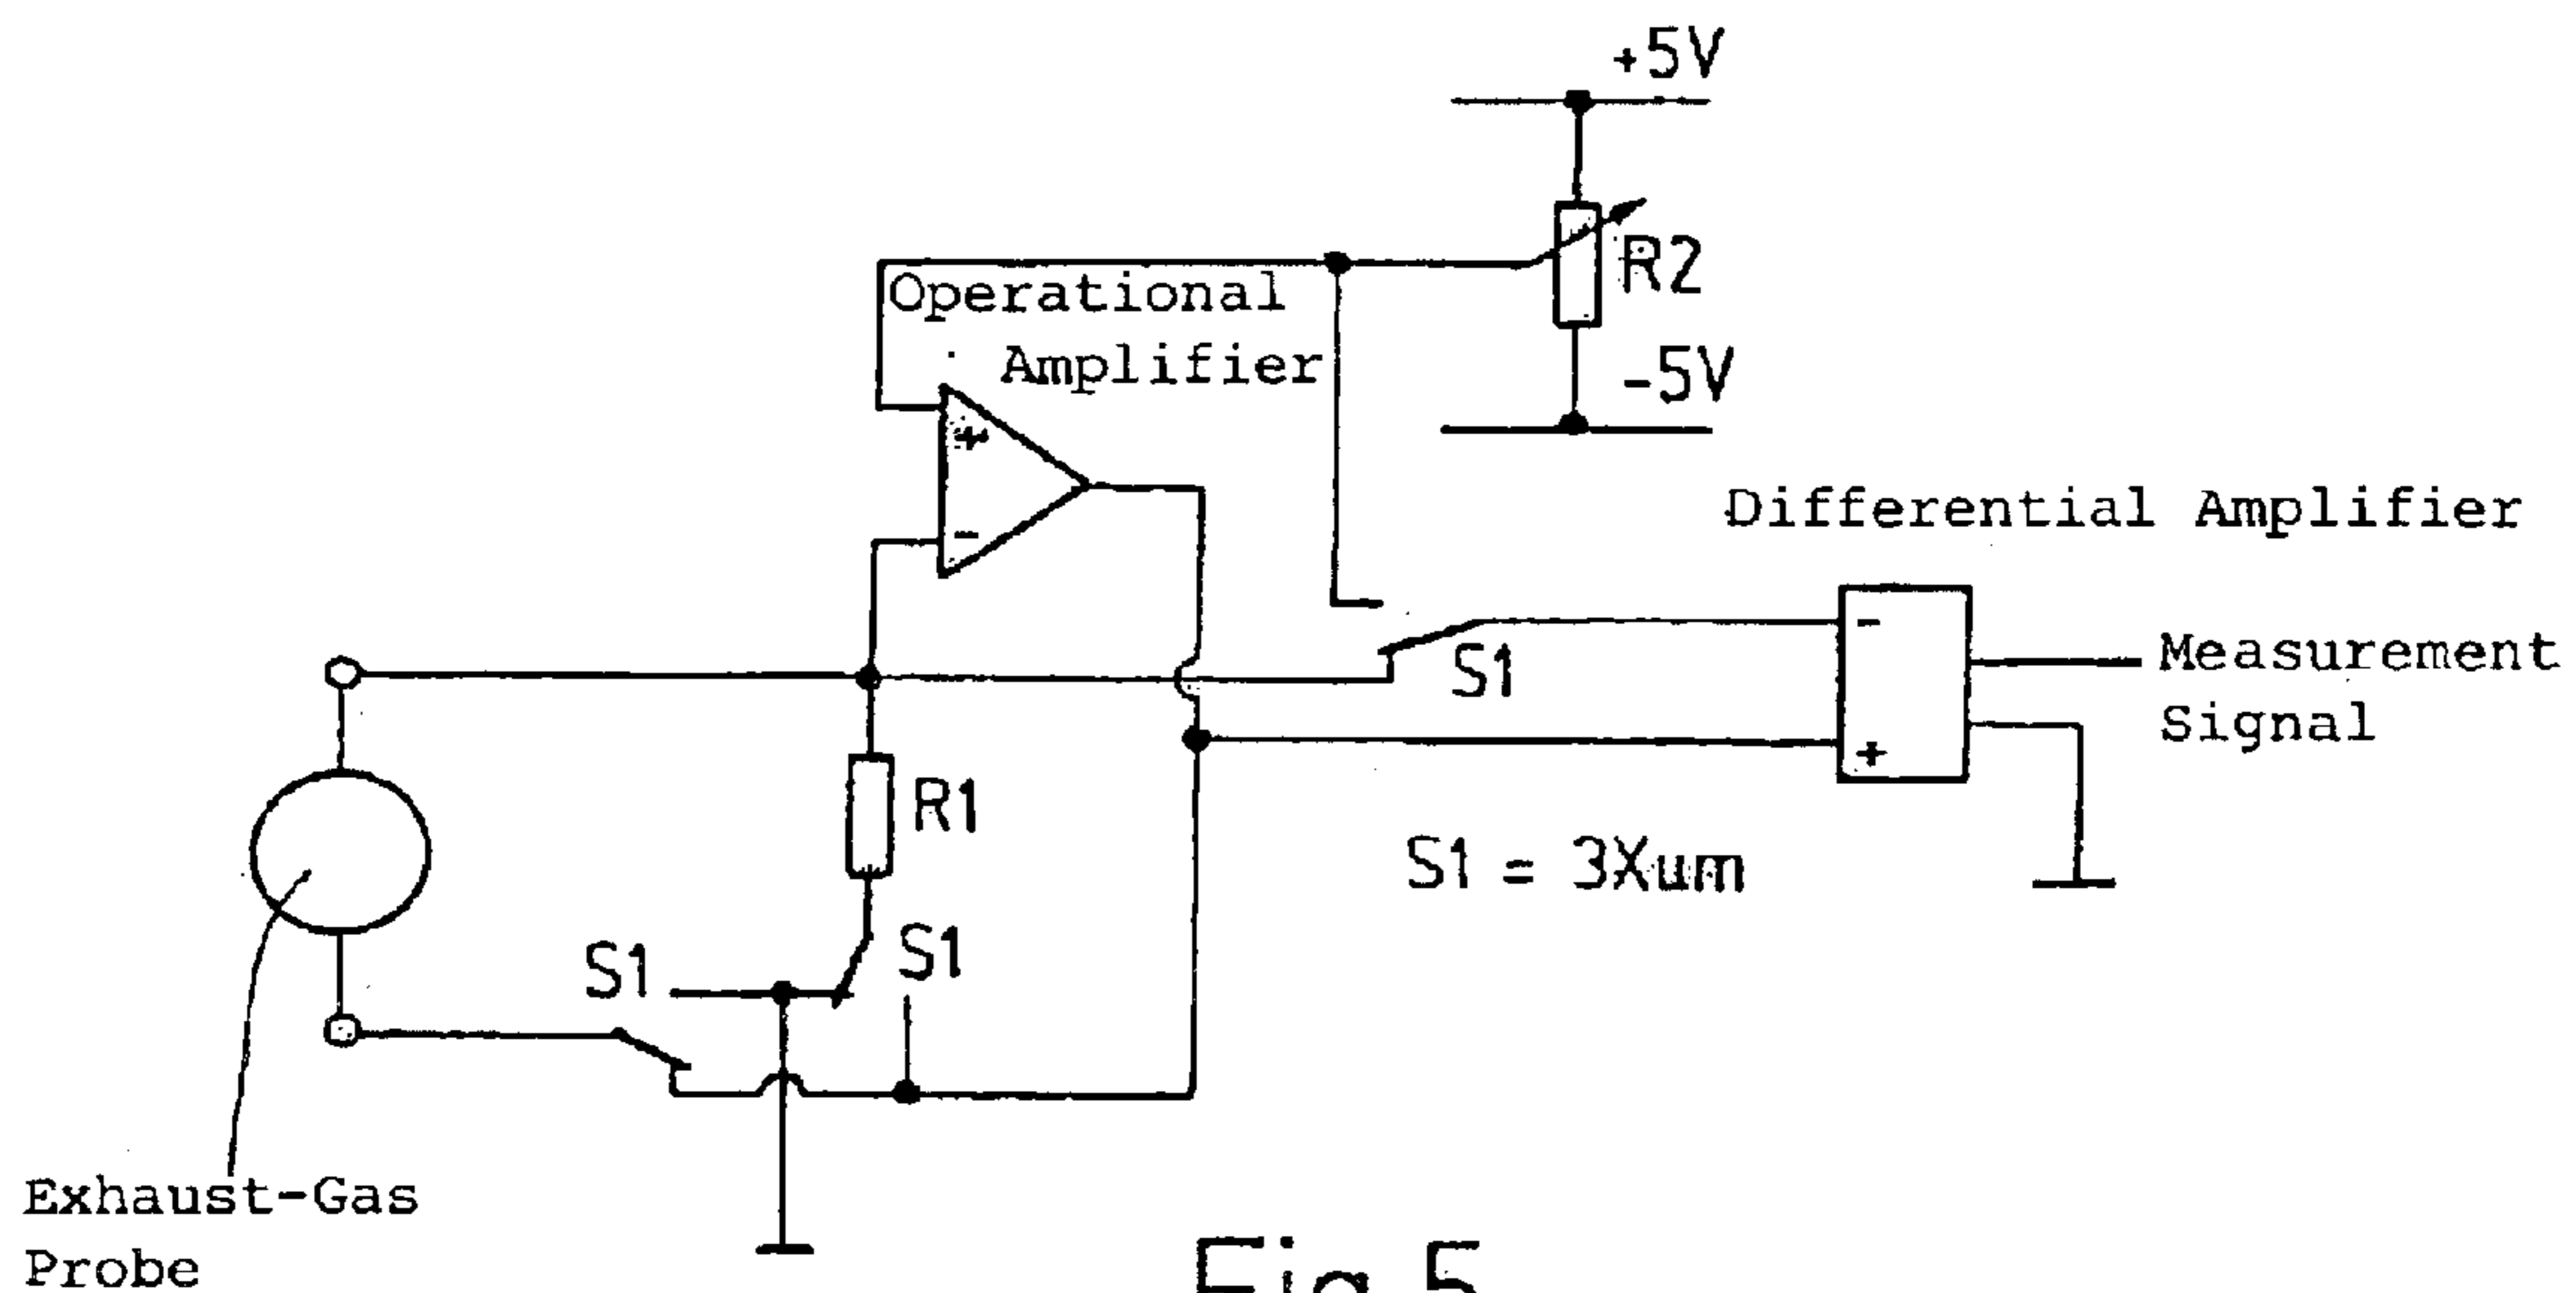 +5V
R2
-5V
Operational
Amplifier
+
-
Differential Amplifier
-
+
S1
Measurement
Signal
R1
S1 = 3Xum
S1
S1
Exhaust-Gas
Probe
Fig.5